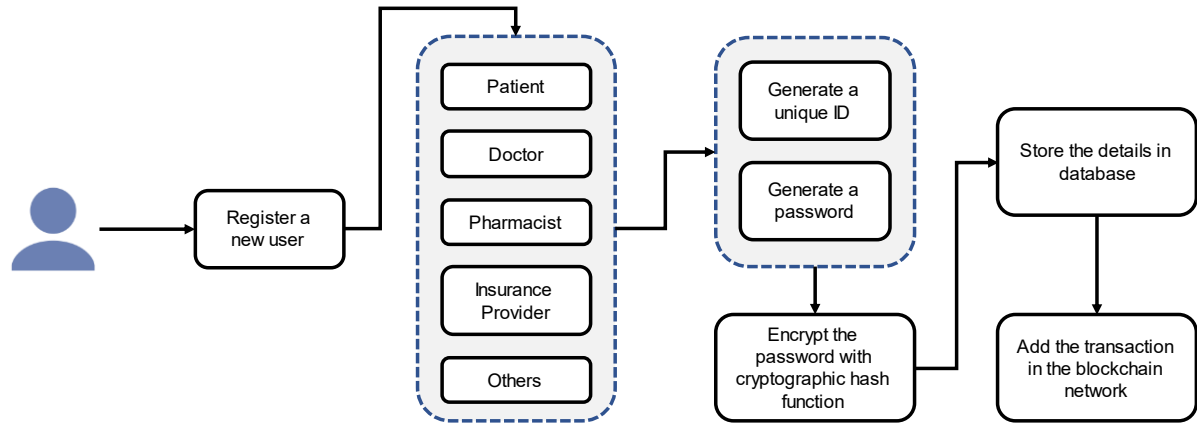 Register a
new user
Patient
Doctor
Pharmacist
Insurance
Provider
Others
Generate a
unique ID
Generate a
password
Encrypt the
password with
cryptographic hash
function
Store the details in
database
Add the transaction
in the blockchain
network